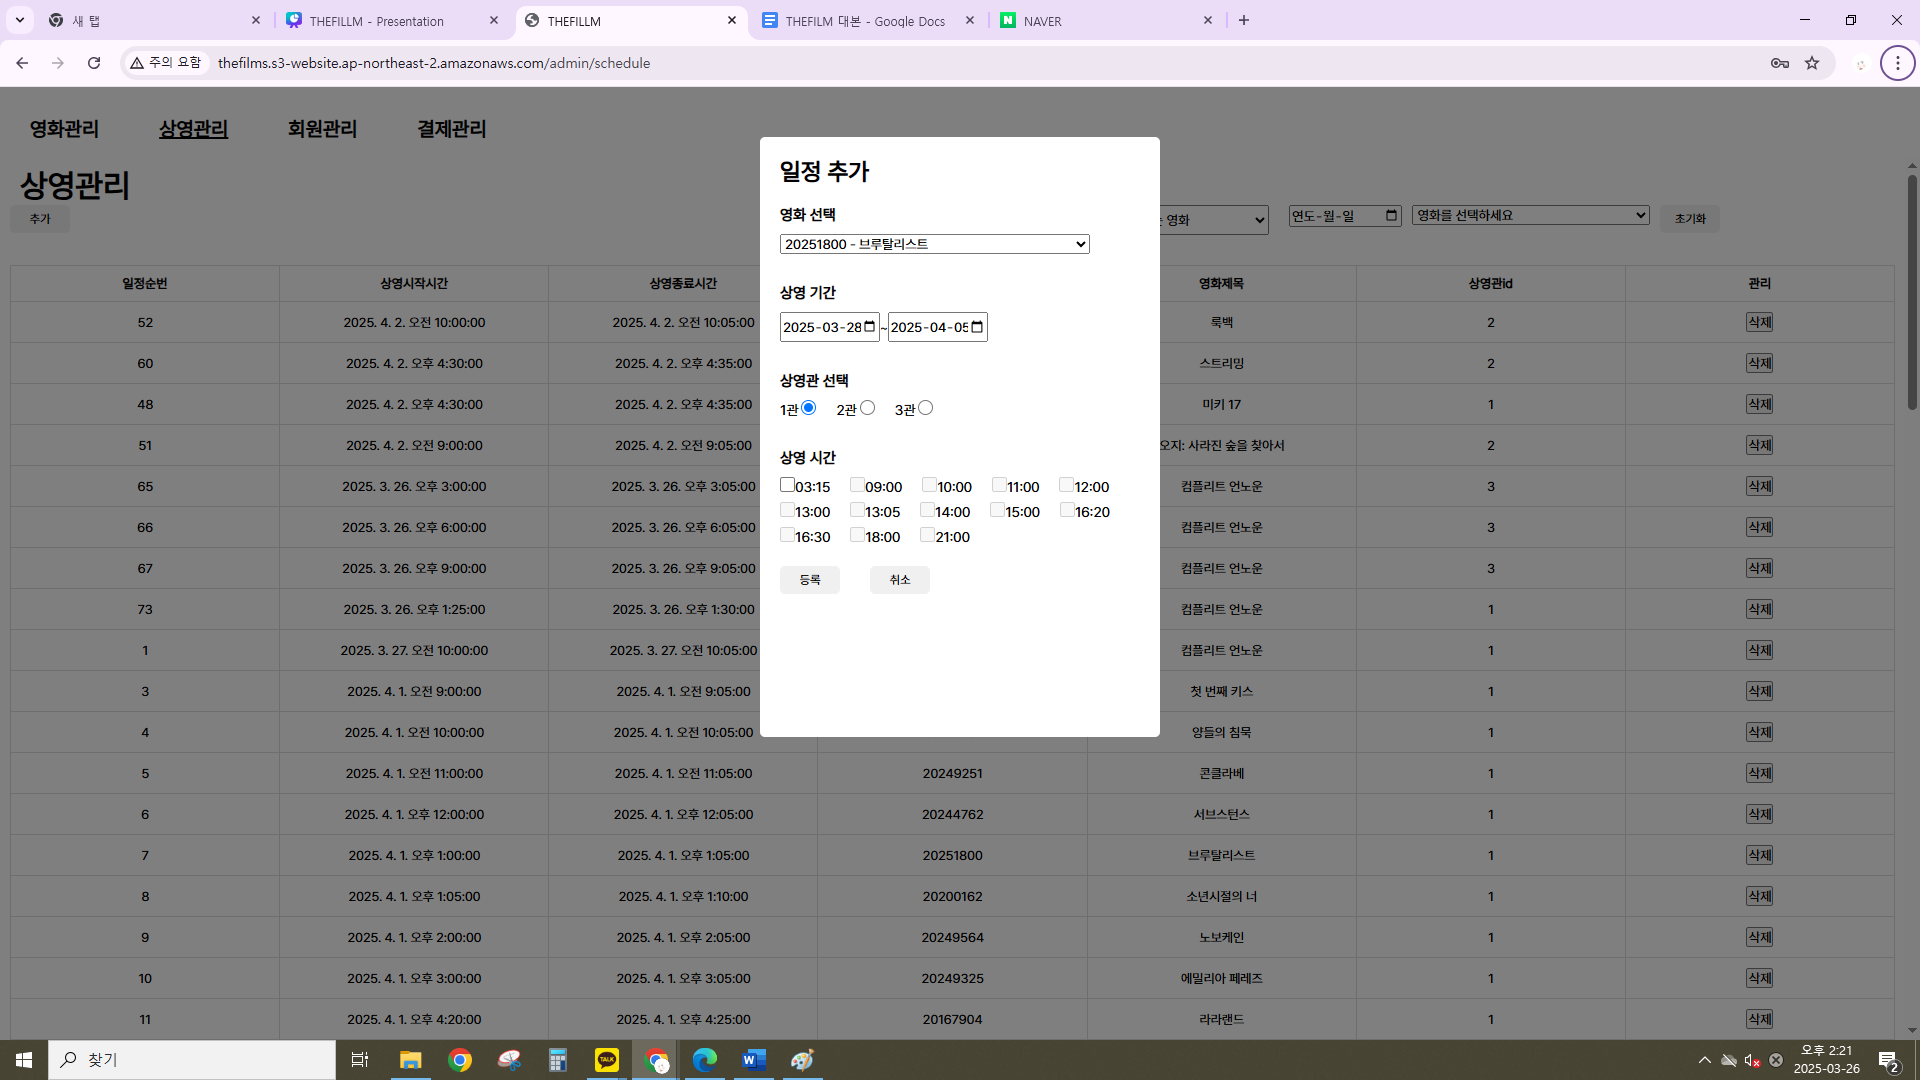 새 탭
THEFILLM - Presentation
THEFILLM
THEFILM 대본 - Google Docs
NAVER
주의 요함
thefilms.s3-website.ap-northeast-2.amazonaws.com/admin/schedule
영화관리 상영관리 회원관리 결제관리
상영관리
추가
영화
연도-월-일
영화를 선택하세요
초기화
일정 추가
영화 선택
20251800 - 브루탈리스트
상영 기간
2025-03-28 ~ 2025-04-05
상영관 선택
1관 2관 3관
상영 시간
03:15 09:00 10:00 11:00 12:00
13:00 13:05 14:00 15:00 16:20
16:30 18:00 21:00
등록 취소
일정순번 상영시작시간 상영종료시간 영화제목 상영관id 관리
52 2025. 4. 2. 오전 10:00:00 2025. 4. 2. 오전 10:05:00 룩백 2 삭제
60 2025. 4. 2. 오후 4:30:00 2025. 4. 2. 오후 4:35:00 스트리밍 2 삭제
48 2025. 4. 2. 오후 4:30:00 2025. 4. 2. 오후 4:35:00 미키 17 1 삭제
51 2025. 4. 2. 오전 9:00:00 2025. 4. 2. 오전 9:05:00 오지: 사라진 숲을 찾아서 2 삭제
65 2025. 3. 26. 오후 3:00:00 2025. 3. 26. 오후 3:05:00 컴플리트 언노운 3 삭제
66 2025. 3. 26. 오후 6:00:00 2025. 3. 26. 오후 6:05:00 컴플리트 언노운 3 삭제
67 2025. 3. 26. 오후 9:00:00 2025. 3. 26. 오후 9:05:00 컴플리트 언노운 3 삭제
73 2025. 3. 26. 오후 1:25:00 2025. 3. 26. 오후 1:30:00 컴플리트 언노운 1 삭제
1 2025. 3. 27. 오전 10:00:00 2025. 3. 27. 오전 10:05:00 컴플리트 언노운 1 삭제
3 2025. 4. 1. 오전 9:00:00 2025. 4. 1. 오전 9:05:00 첫 번째 키스 1 삭제
4 2025. 4. 1. 오전 10:00:00 2025. 4. 1. 오전 10:05:00 양들의 침묵 1 삭제
5 2025. 4. 1. 오전 11:00:00 2025. 4. 1. 오전 11:05:00 20249251 콘클라베 1 삭제
6 2025. 4. 1. 오후 12:00:00 2025. 4. 1. 오후 12:05:00 20244762 서브스턴스 1 삭제
7 2025. 4. 1. 오후 1:00:00 2025. 4. 1. 오후 1:05:00 20251800 브루탈리스트 1 삭제
8 2025. 4. 1. 오후 1:05:00 2025. 4. 1. 오후 1:10:00 20200162 소년시절의 너 1 삭제
9 2025. 4. 1. 오후 2:00:00 2025. 4. 1. 오후 2:05:00 20249564 노보케인 1 삭제
10 2025. 4. 1. 오후 3:00:00 2025. 4. 1. 오후 3:05:00 20249325 에밀리아 페레즈 1 삭제
11 2025. 4. 1. 오후 4:20:00 2025. 4. 1. 오후 4:25:00 20167904 라라랜드 1 삭제
찾기
TALK
오후 2:21
2025-03-26
2